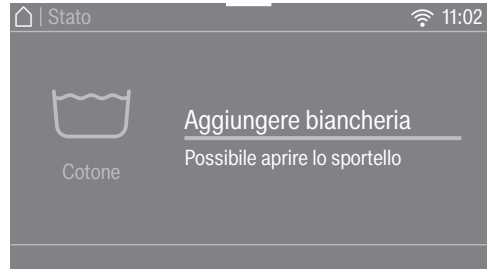 | Stato 11:02
Aggiungere biancheria
Possibile aprire lo sportello
Cotone